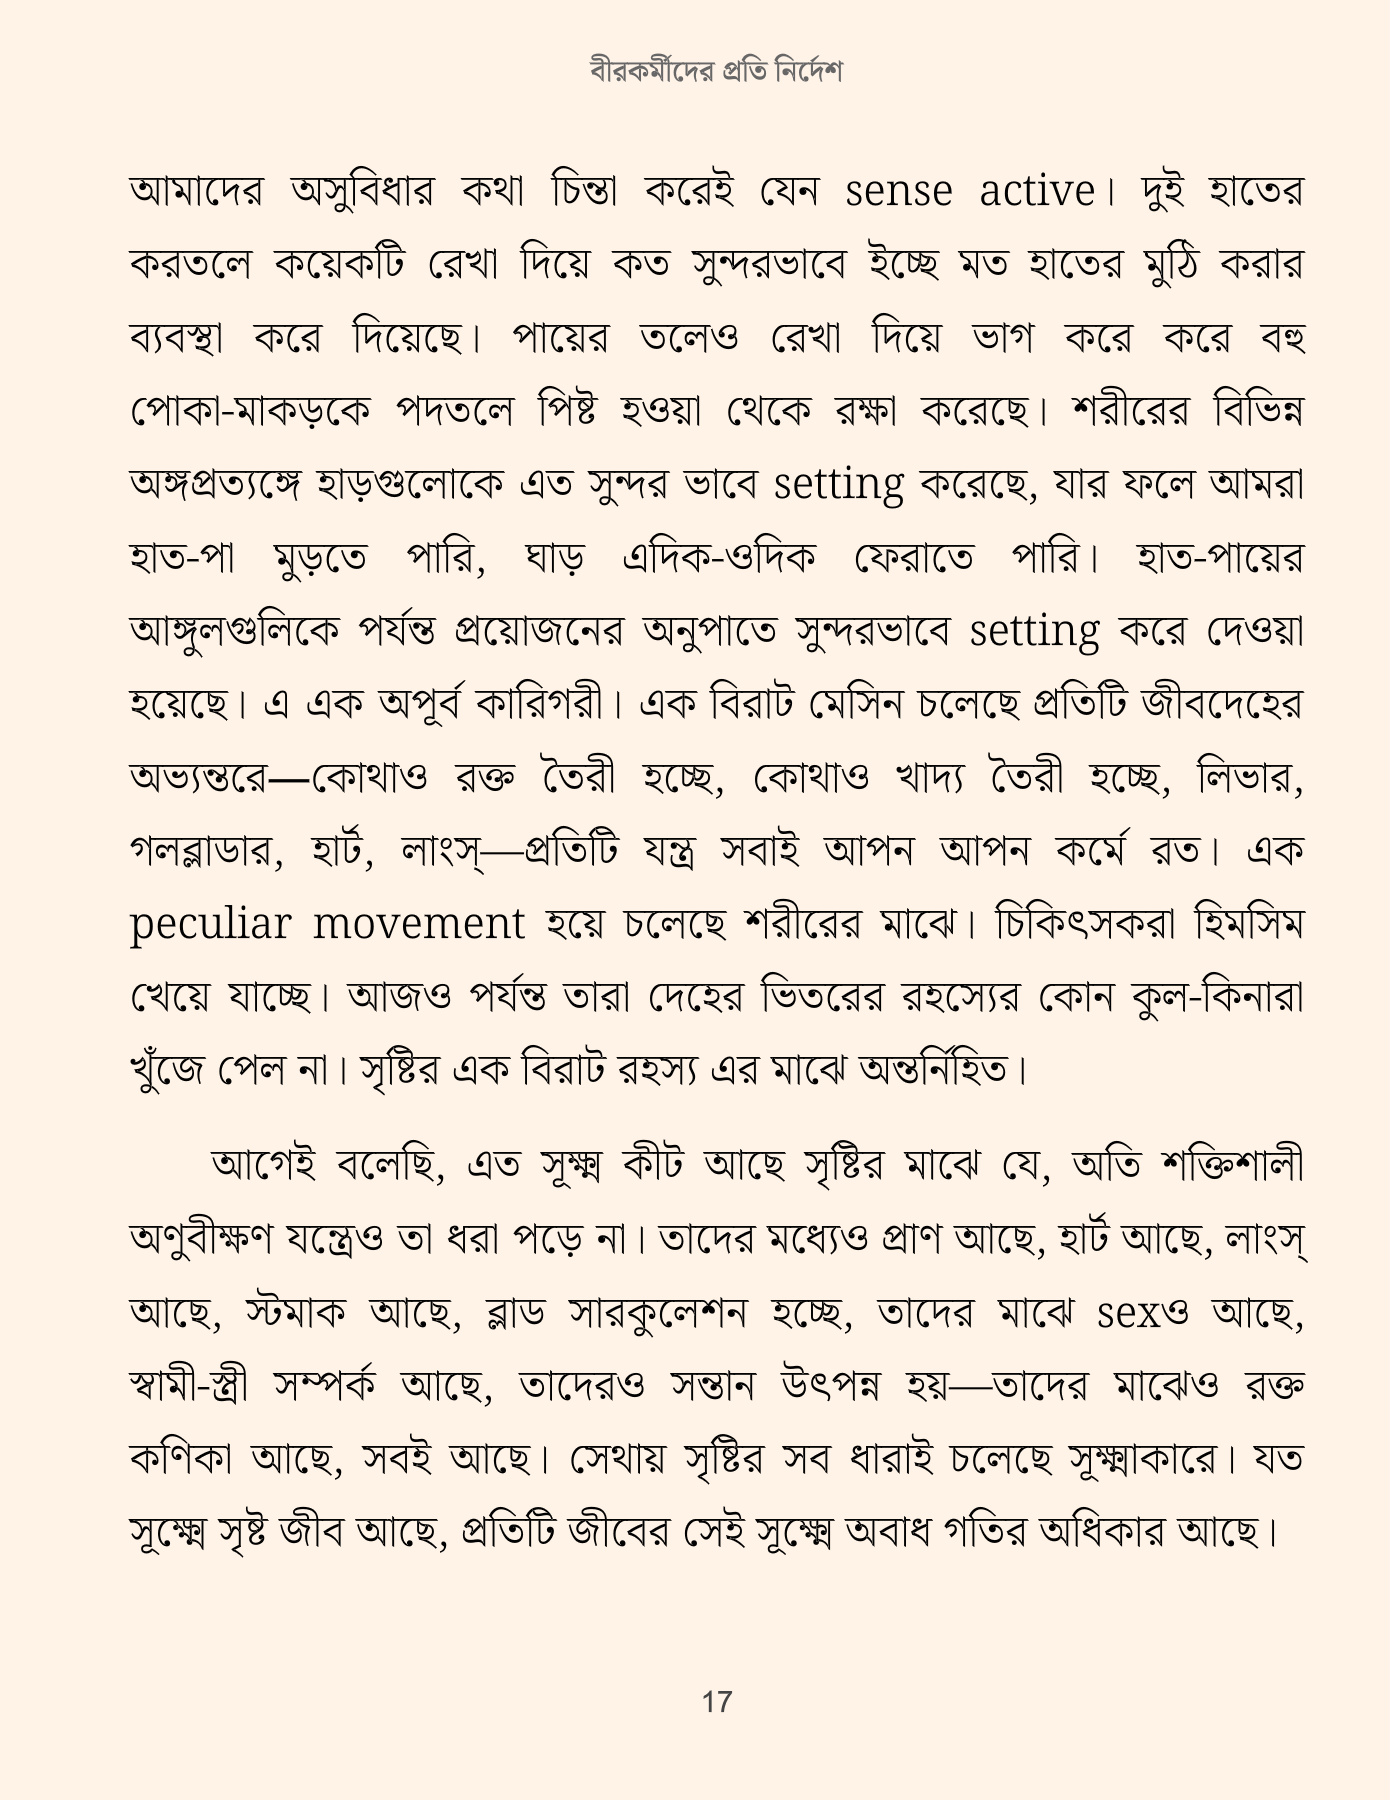 বীরকর্মীদের প্রতি নির্দেশ
আমাদের অসুবিধার কথা চিন্তা করেই যেন sense active। দুই হাতের
করতলে কয়েকটি রেখা দিয়ে কত সুন্দরভাবে ইচ্ছে মত হাতের মুঠি করার
ব্যবস্থা করে দিয়েছে। পায়ের তলেও রেখা দিয়ে ভাগ করে করে বহু
পোকা-মাকড়কে পদতলে পিষ্ট হওয়া থেকে রক্ষা করেছে। শরীরের বিভিন্ন
অঙ্গপ্রত্যঙ্গে হাড়গুলোকে এত সুন্দর ভাবে setting করেছে, যার ফলে আমরা
হাত-পা মুড়তে পারি, ঘাড় এদিক-ওদিক ফেরাতে পারি। হাত-পায়ের
আঙ্গুলগুলিকে পর্যন্ত প্রয়োজনের অনুপাতে সুন্দরভাবে setting করে দেওয়া
হয়েছে। এ এক অপূর্ব কারিগরী। এক বিরাট মেসিন চলেছে প্রতিটি জীবদেহের
অভ্যন্তরে—কোথাও রক্ত তৈরী হচ্ছে, কোথাও খাদ্য তৈরী হচ্ছে, লিভার,
গলব্লাডার, হার্ট, লাংস্—প্রতিটি যন্ত্র সবাই আপন আপন কর্মে রত। এক
peculiar movement হয়ে চলেছে শরীরের মাঝে। চিকিৎসকরা হিমসিম
খেয়ে যাচ্ছে। আজও পর্যন্ত তারা দেহের ভিতরের রহস্যের কোন কুল-কিনারা
খুঁজে পেল না। সৃষ্টির এক বিরাট রহস্য এর মাঝে অন্তর্নিহিত।
আগেই বলেছি, এত সূক্ষ্ম কীট আছে সৃষ্টির মাঝে যে, অতি শক্তিশালী
অণুবীক্ষণ যন্ত্রেও তা ধরা পড়ে না। তাদের মধ্যেও প্রাণ আছে, হার্ট আছে, লাংস্
আছে, স্টমাক আছে, ব্লাড সারকুলেশন হচ্ছে, তাদের মাঝে sexও আছে,
স্বামী-স্ত্রী সম্পর্ক আছে, তাদেরও সন্তান উৎপন্ন হয়—তাদের মাঝেও রক্ত
কণিকা আছে, সবই আছে। সেথায় সৃষ্টির সব ধারাই চলেছে সূক্ষ্মাকারে। যত
সূক্ষ্মে সৃষ্ট জীব আছে, প্রতিটি জীবের সেই সূক্ষ্মে অবাধ গতির অধিকার আছে।
17